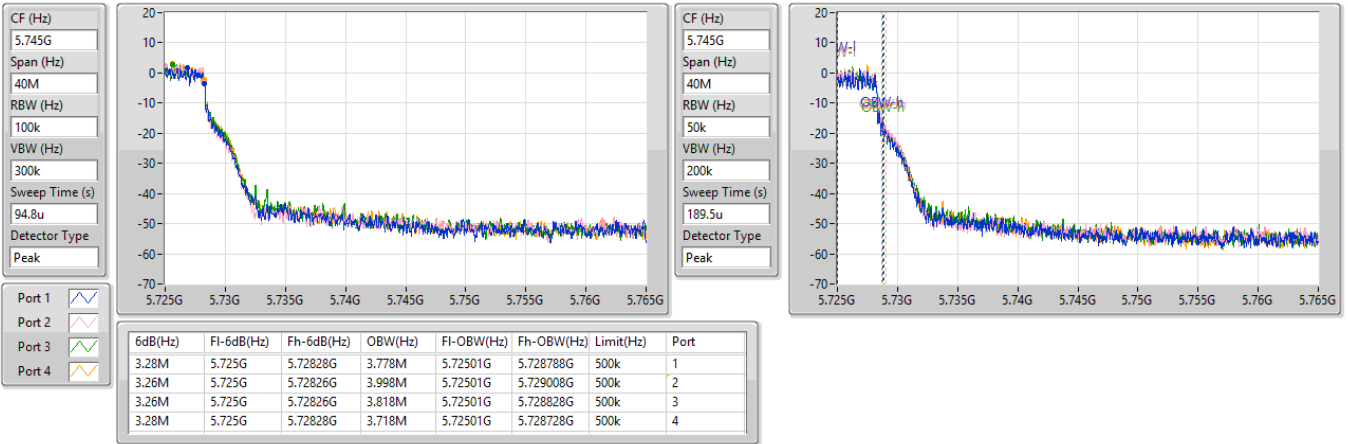 CF (Hz)
5.745G
Span (Hz)
40M
RBW (Hz)
100k
VBW (Hz)
300k
Sweep Time (s)
94.8u
Detector Type
Peak
20
10
0
-10
-20
-30
-40
-50
-60
-70
5.725G 5.73G 5.735G 5.74G 5.745G 5.75G 5.755G 5.76G 5.765G
CF (Hz)
5.745G
Span (Hz)
40M
RBW (Hz)
50k
VBW (Hz)
200k
Sweep Time (s)
189.5u
Detector Type
Peak
20
10
0
-10
-20
-30
-40
-50
-60
-70
W-l
OBW-h
5.725G 5.73G 5.735G 5.74G 5.745G 5.75G 5.755G 5.76G 5.765G
Port 1
Port 2
Port 3
Port 4
6dB(Hz) Fl-6dB(Hz) Fh-6dB(Hz) OBW(Hz) Fl-OBW(Hz) Fh-OBW(Hz) Limit(Hz) Port
3.28M 5.725G 5.72828G 3.778M 5.72501G 5.728788G 500k 1
3.26M 5.725G 5.72826G 3.998M 5.72501G 5.729008G 500k 2
3.26M 5.725G 5.72826G 3.818M 5.72501G 5.728828G 500k 3
3.28M 5.725G 5.72828G 3.718M 5.72501G 5.728728G 500k 4